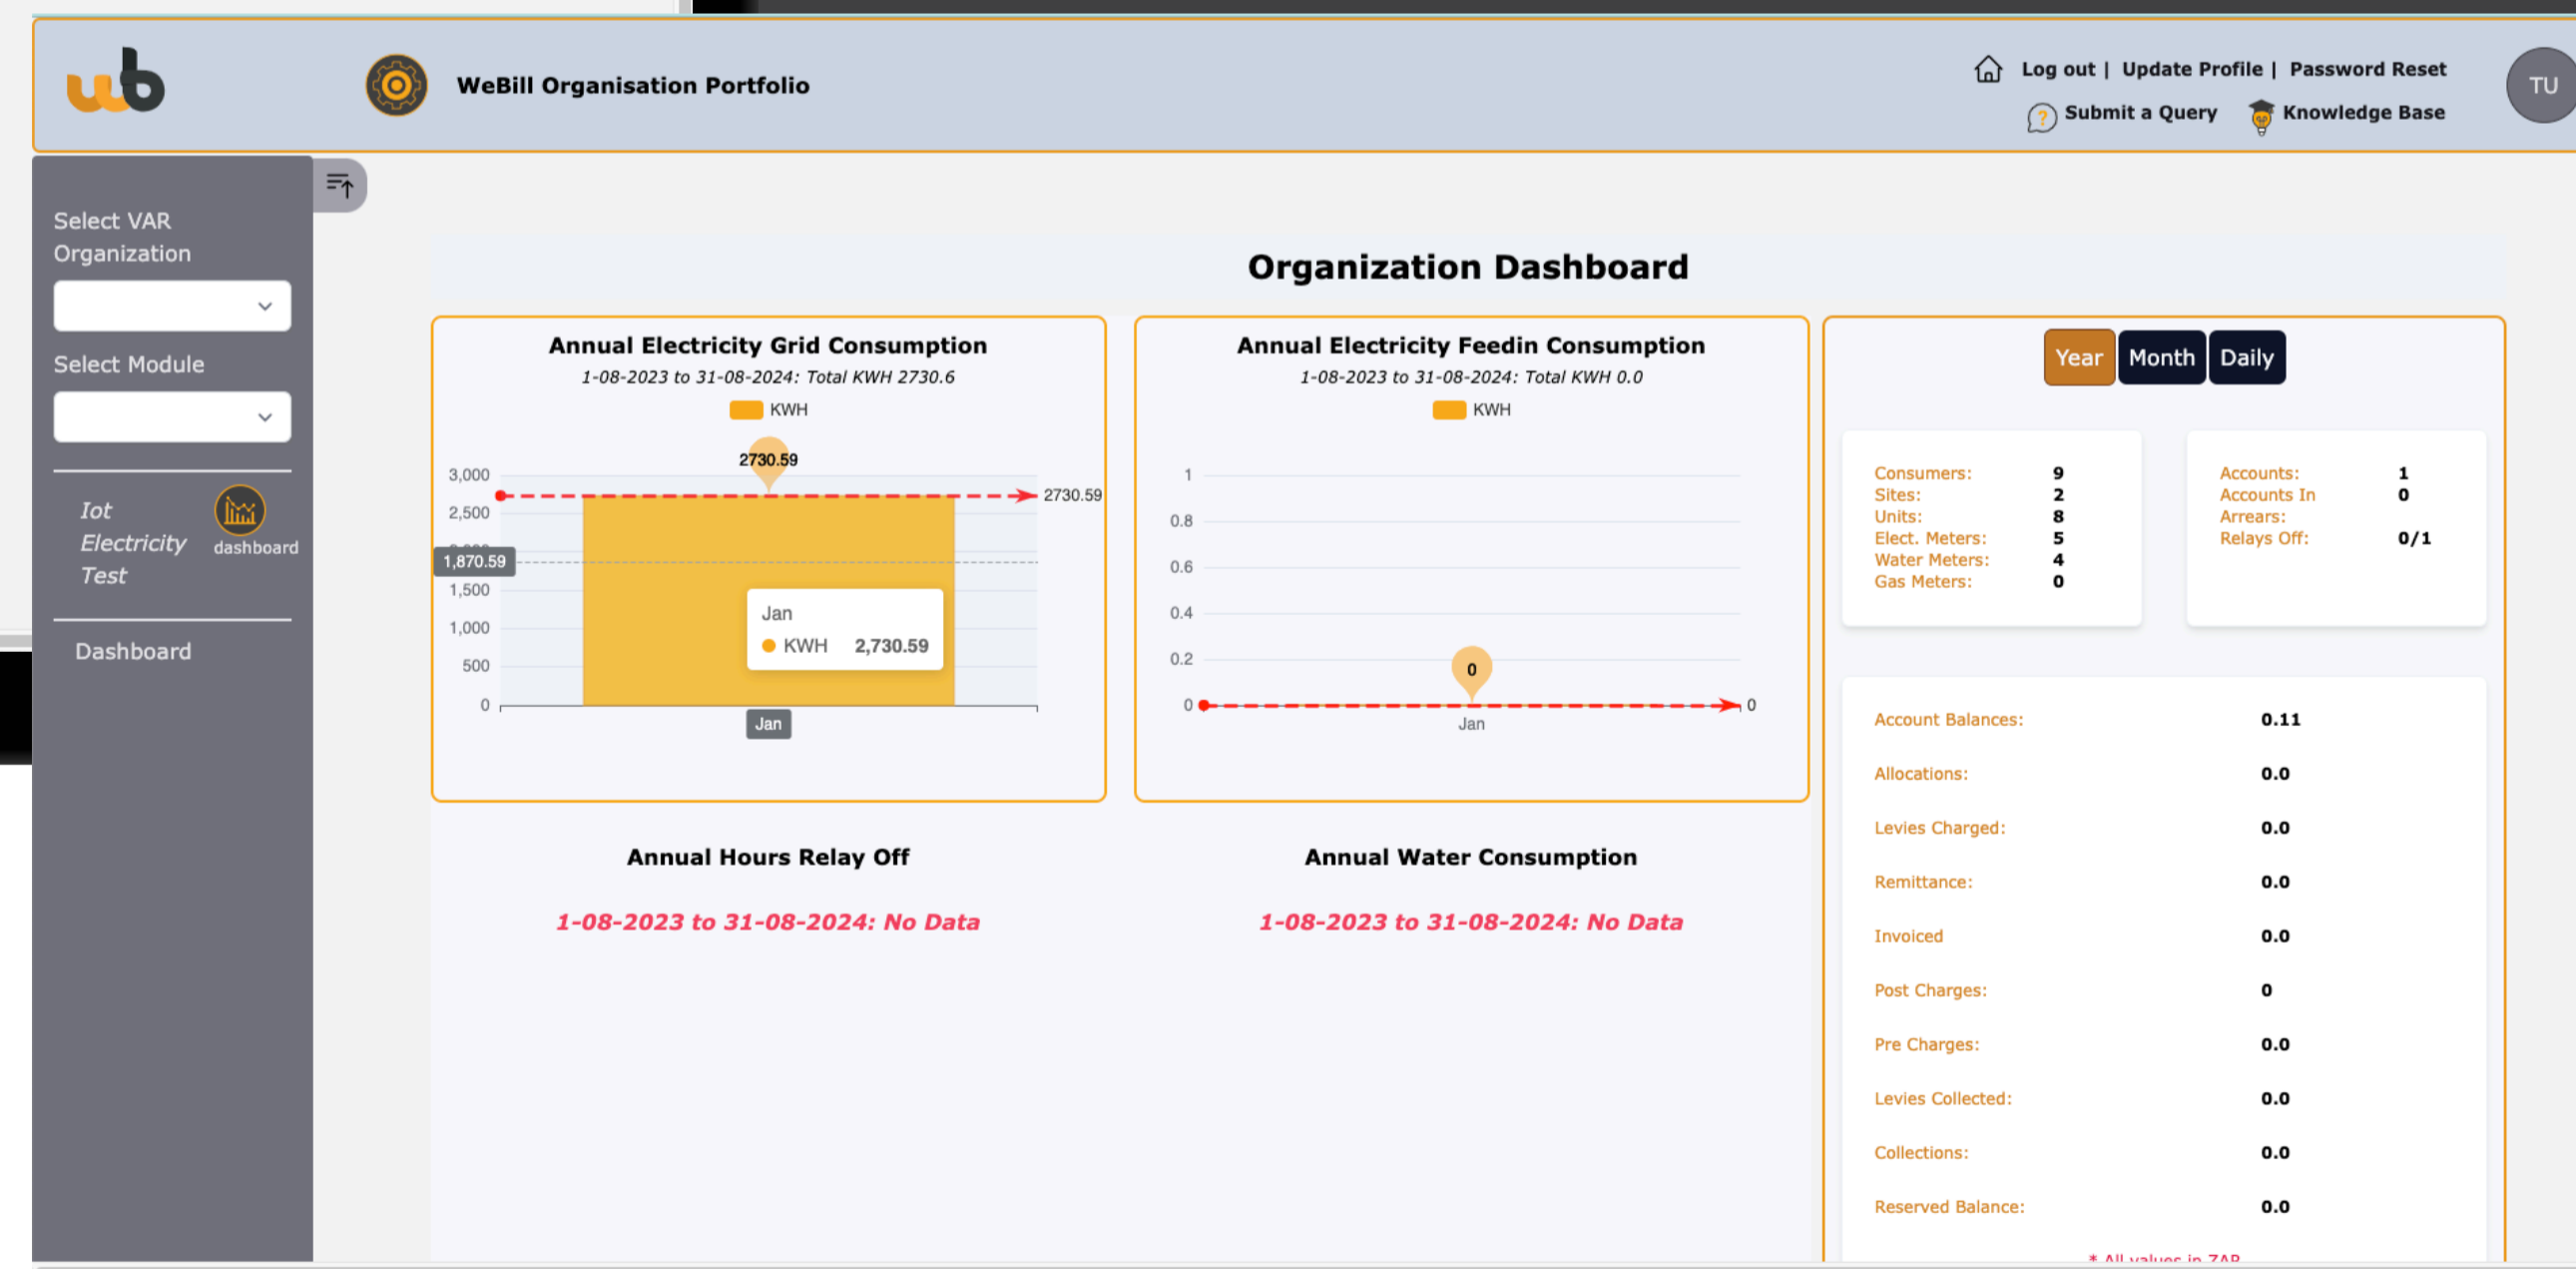 wb
WeBill Organisation Portfolio
Log out | Update Profile | Password Reset
Submit a Query Knowledge Base
TU
Select VAR
Organization
Select Module
Iot
Electricity
Test
dashboard
Dashboard
Organization Dashboard
Annual Electricity Grid Consumption
1-08-2023 to 31-08-2024: Total KWH 2730.6
KWH
2730.59
3,000
2730.59
2,500
1,870.59
1,500
1,000
500
0
Jan
KWH 2,730.59
Jan
Annual Electricity Feedin Consumption
1-08-2023 to 31-08-2024: Total KWH 0.0
KWH
1
0.8
0.6
0.4
0.2
0
0
0
Jan
Annual Hours Relay Off
1-08-2023 to 31-08-2024: No Data
Annual Water Consumption
1-08-2023 to 31-08-2024: No Data
Year Month Daily
Consumers: 9
Sites: 2
Units: 8
Elect. Meters: 5
Water Meters: 4
Gas Meters: 0
Accounts: 1
Accounts In 0
Arrears:
Relays Off: 0/1
Account Balances: 0.11
Allocations: 0.0
Levies Charged: 0.0
Remittance: 0.0
Invoiced 0.0
Post Charges: 0
Pre Charges: 0.0
Levies Collected: 0.0
Collections: 0.0
Reserved Balance: 0.0
* All values in ZAR